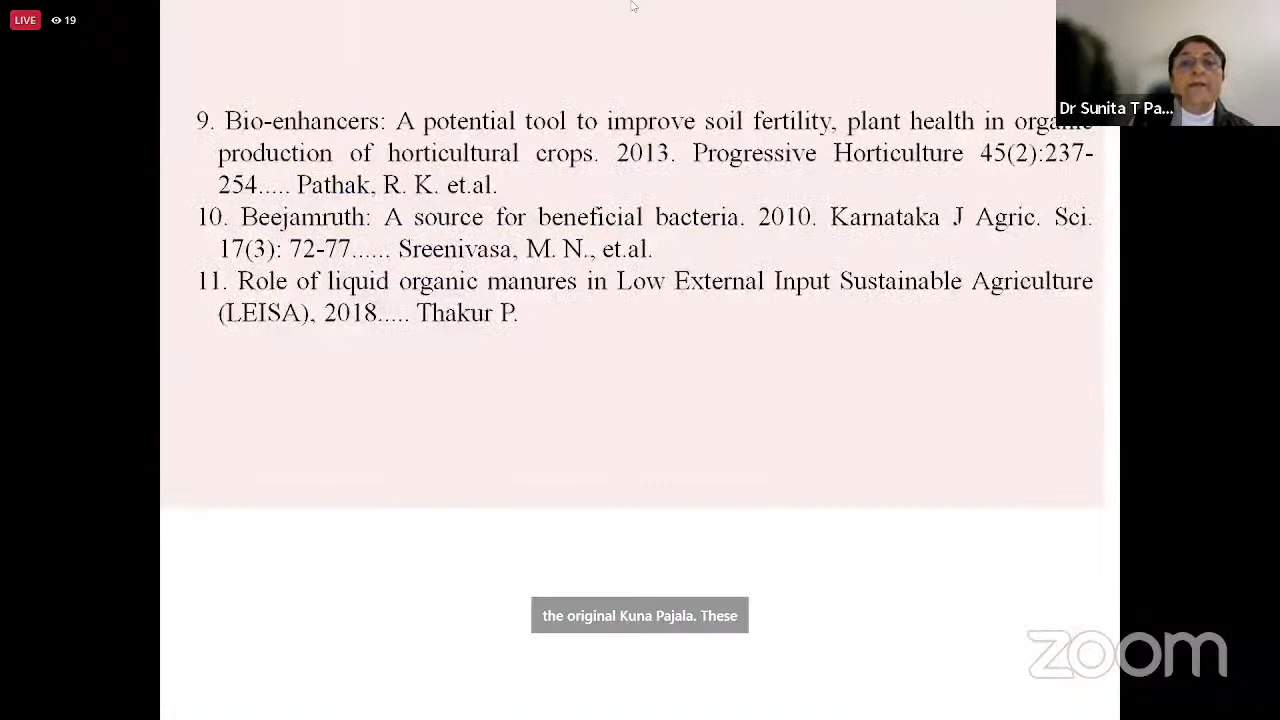 LIVE 19
Dr Sunita T Pa...
9. Bio-enhancers: A potential tool to improve soil fertility, plant health in organic
production of horticultural crops. 2013. Progressive Horticulture 45(2):237-
254..... Pathak, R. K. et.al.
10. Beejamruth: A source for beneficial bacteria. 2010. Karnataka J Agric. Sci.
17(3): 72-77...... Sreenivasa, M. N., et.al.
11. Role of liquid organic manures in Low External Input Sustainable Agriculture
(LEISA), 2018..... Thakur P.
the original Kuna Pajala. These
zoom